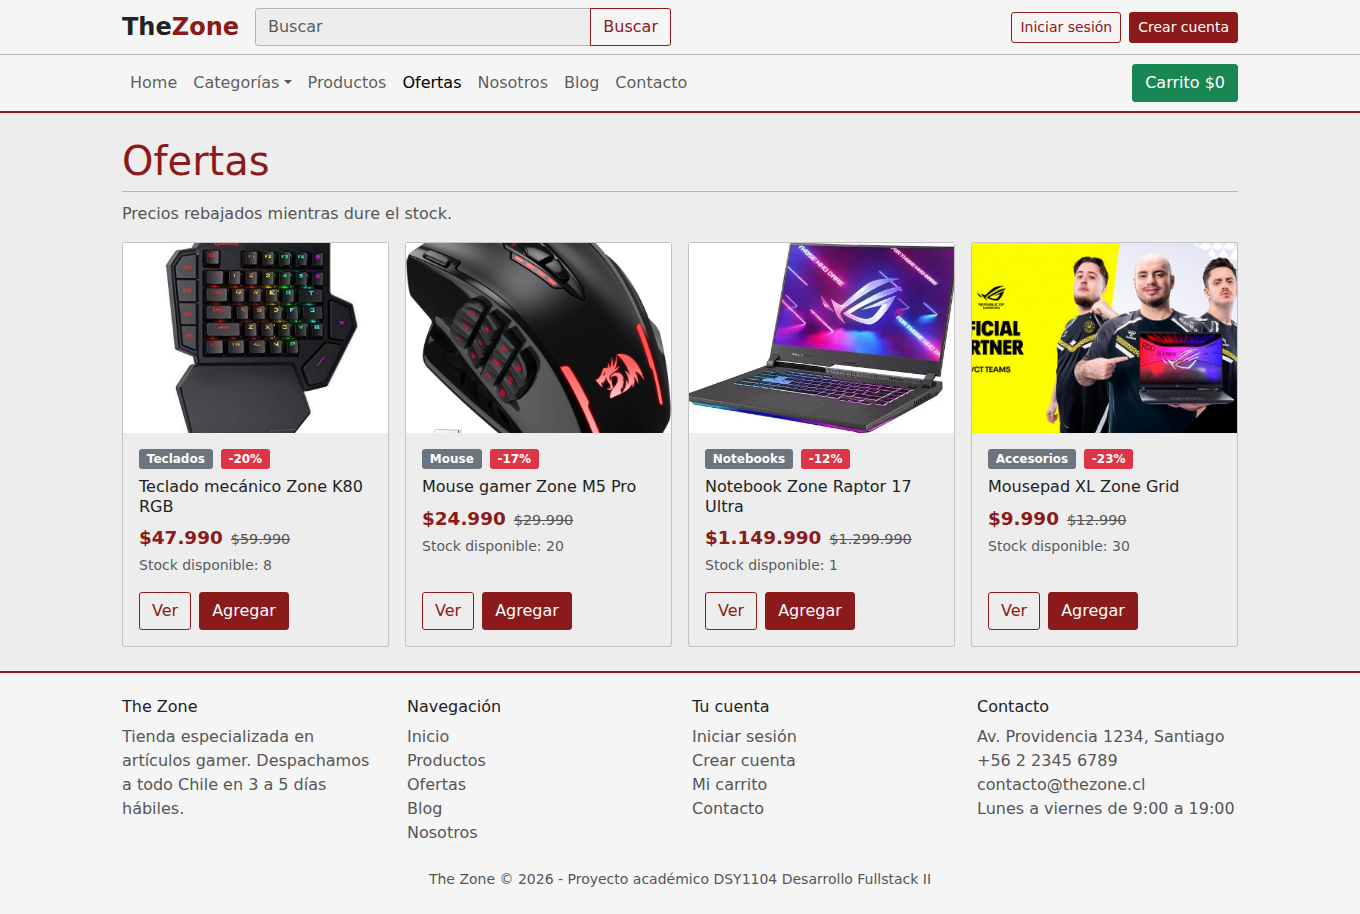 TheZone
Buscar
Buscar
Iniciar sesión
Crear cuenta
Home
Categorías
Productos
Ofertas
Nosotros
Blog
Contacto
Carrito $0
Ofertas
Precios rebajados mientras dure el stock.
REPUBLIC OF
GAMERS
FICIAL
RTNER
VCT TEAMS
Teclados -20%
Teclado mecánico Zone K80
RGB
$47.990 $59.990
Stock disponible: 8
Ver Agregar
Mouse -17%
Mouse gamer Zone M5 Pro
$24.990 $29.990
Stock disponible: 20
Ver Agregar
Notebooks -12%
Notebook Zone Raptor 17
Ultra
$1.149.990 $1.299.990
Stock disponible: 1
Ver Agregar
Accesorios -23%
Mousepad XL Zone Grid
$9.990 $12.990
Stock disponible: 30
Ver Agregar
The Zone
Tienda especializada en
artículos gamer. Despachamos
a todo Chile en 3 a 5 días
hábiles.
Navegación
Inicio
Productos
Ofertas
Blog
Nosotros
Tu cuenta
Iniciar sesión
Crear cuenta
Mi carrito
Contacto
Contacto
Av. Providencia 1234, Santiago
+56 2 2345 6789
contacto@thezone.cl
Lunes a viernes de 9:00 a 19:00
The Zone © 2026 - Proyecto académico DSY1104 Desarrollo Fullstack II